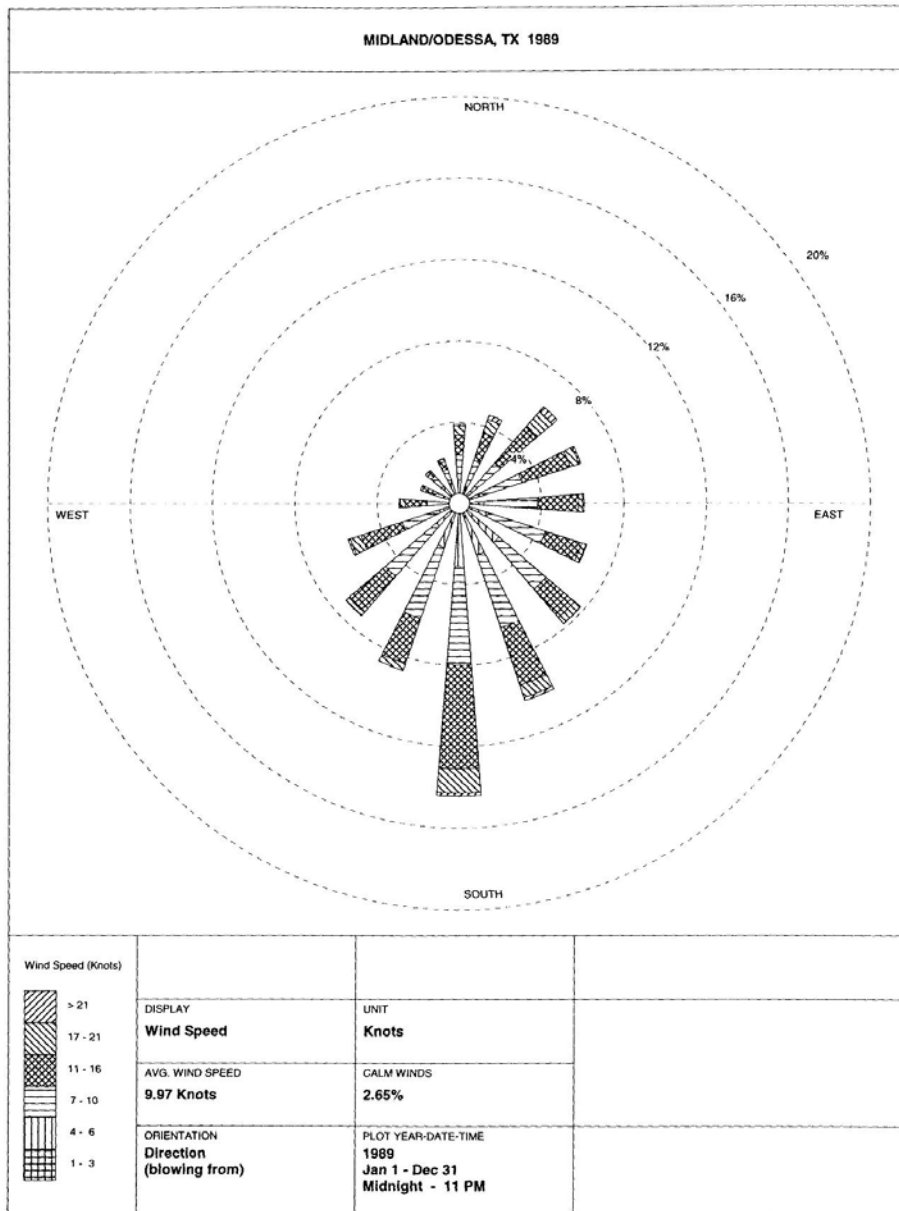 MIDLAND/ODESSA, TX 1989
NORTH
20%
16%
12%
8%
4%
WEST
EAST
SOUTH
Wind Speed (Knots)
> 21
17 - 21
11 - 16
7 - 10
4 - 6
1 - 3
DISPLAY
Wind Speed
UNIT
Knots
AVG. WIND SPEED
9.97 Knots
CALM WINDS
2.65%
ORIENTATION
Direction
(blowing from)
PLOT YEAR-DATE-TIME
1989
Jan 1 - Dec 31
Midnight - 11 PM